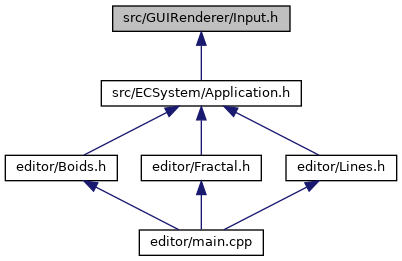 src/GUIRenderer/Input.h
src/ECSystem/Application.h
editor/Boids.h
editor/Fractal.h
editor/Lines.h
editor/main.cpp